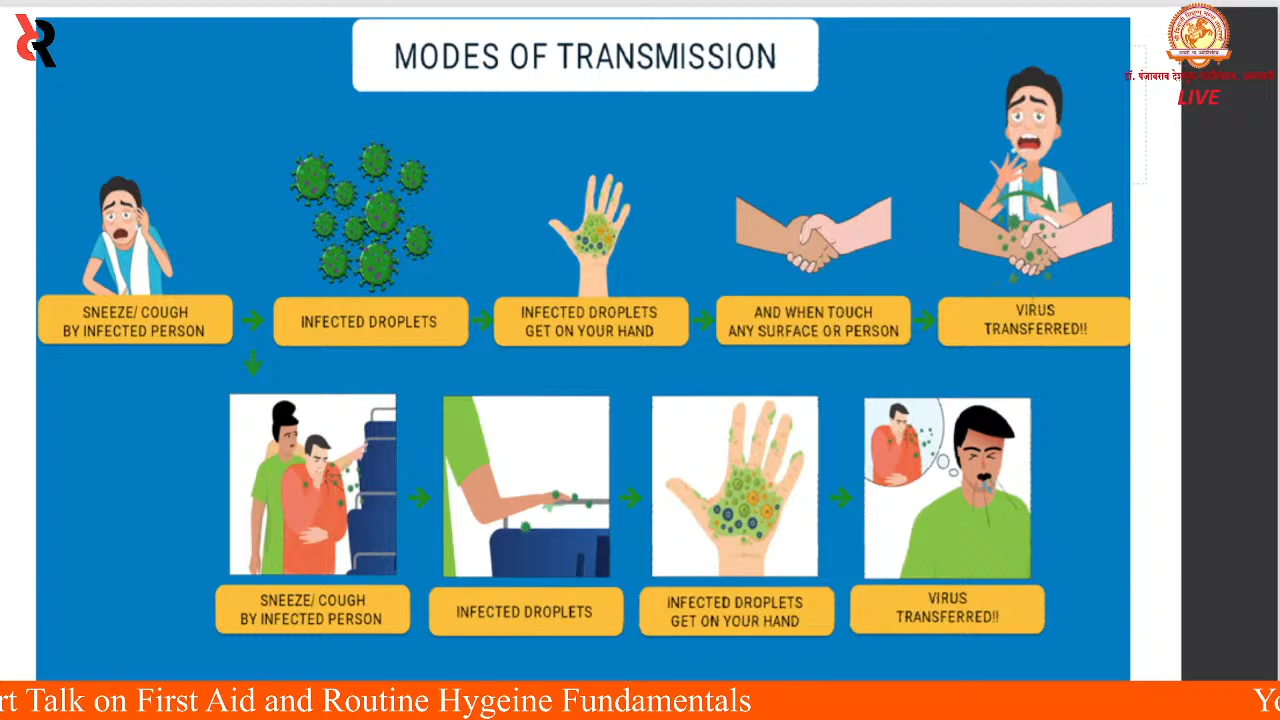 MODES OF TRANSMISSION
LIVE
SNEEZE/ COUGH
BY INFECTED PERSON
INFECTED DROPLETS
INFECTED DROPLETS
GET ON YOUR HAND
AND WHEN TOUCH
ANY SURFACE OR PERSON
VIRUS
TRANSFERRED!!
SNEEZE/ COUGH
BY INFECTED PERSON
INFECTED DROPLETS
INFECTED DROPLETS
GET ON YOUR HAND
VIRUS
TRANSFERRED!!
rt Talk on First Aid and Routine Hygeine Fundamentals Yo